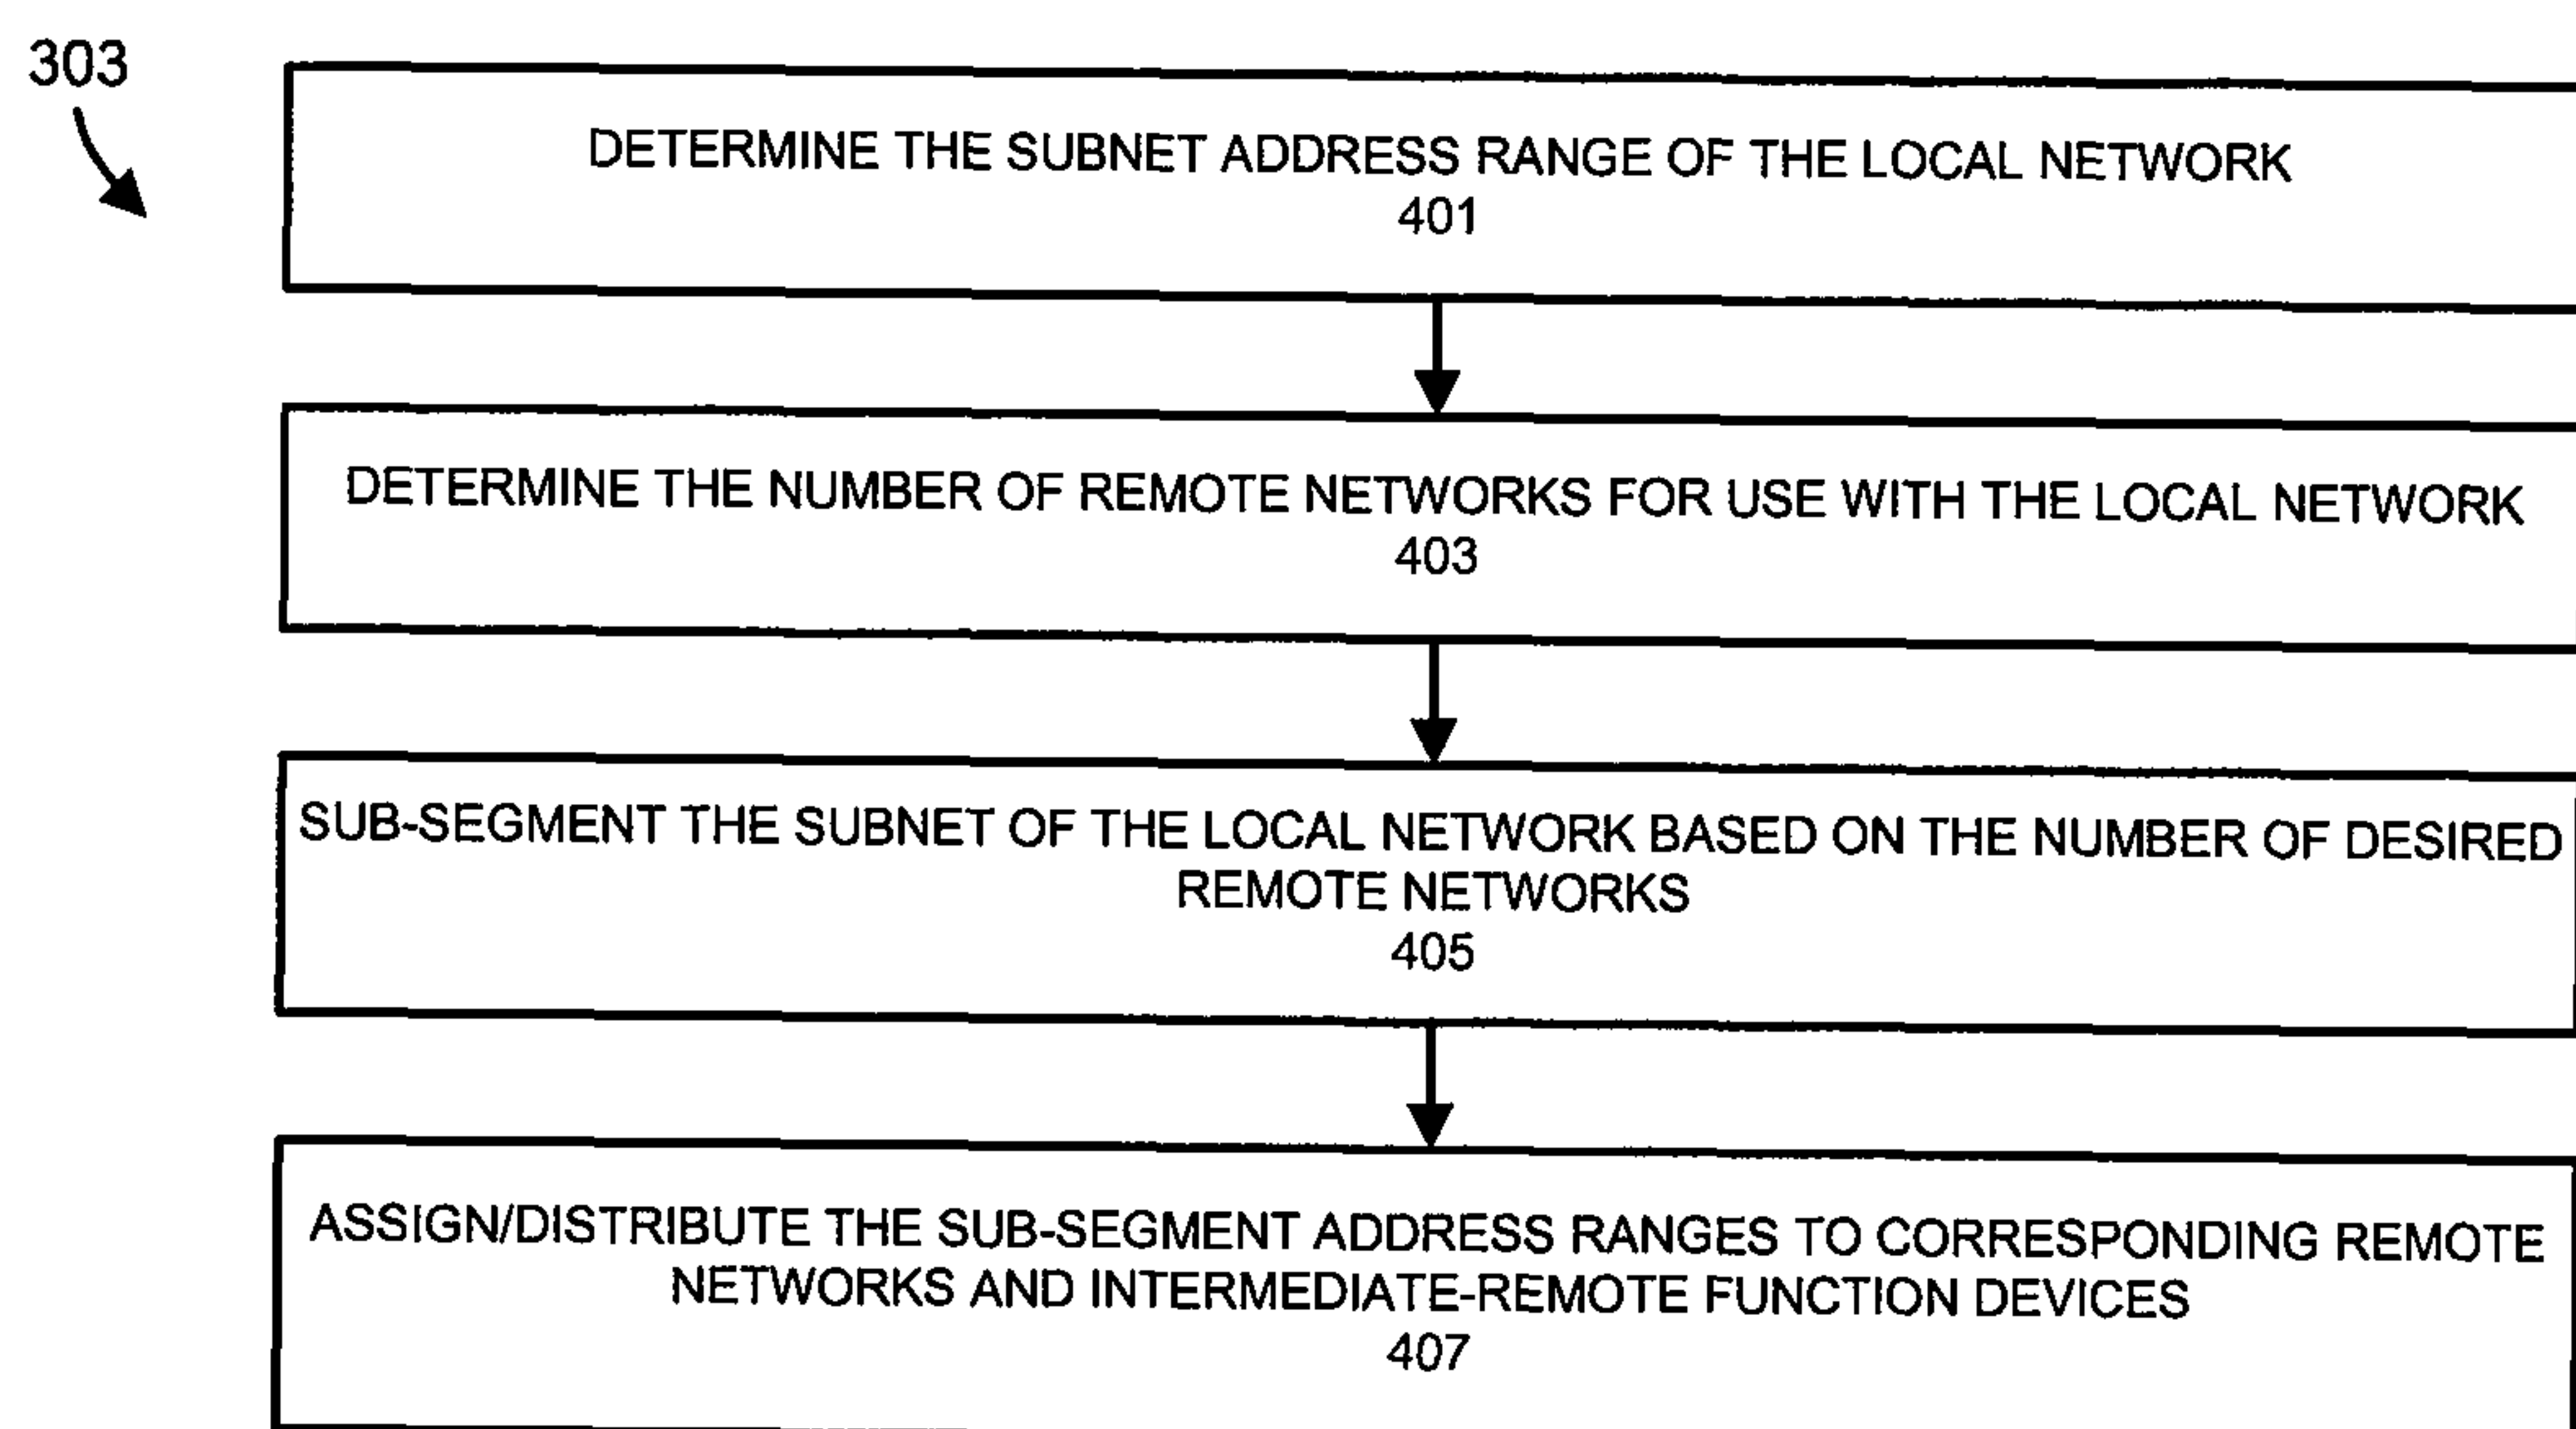 303
DETERMINE THE SUBNET ADDRESS RANGE OF THE LOCAL NETWORK
401
DETERMINE THE NUMBER OF REMOTE NETWORKS FOR USE WITH THE LOCAL NETWORK
403
SUB-SEGMENT THE SUBNET OF THE LOCAL NETWORK BASED ON THE NUMBER OF DESIRED
REMOTE NETWORKS
405
ASSIGN/DISTRIBUTE THE SUB-SEGMENT ADDRESS RANGES TO CORRESPONDING REMOTE
NETWORKS AND INTERMEDIATE-REMOTE FUNCTION DEVICES
407